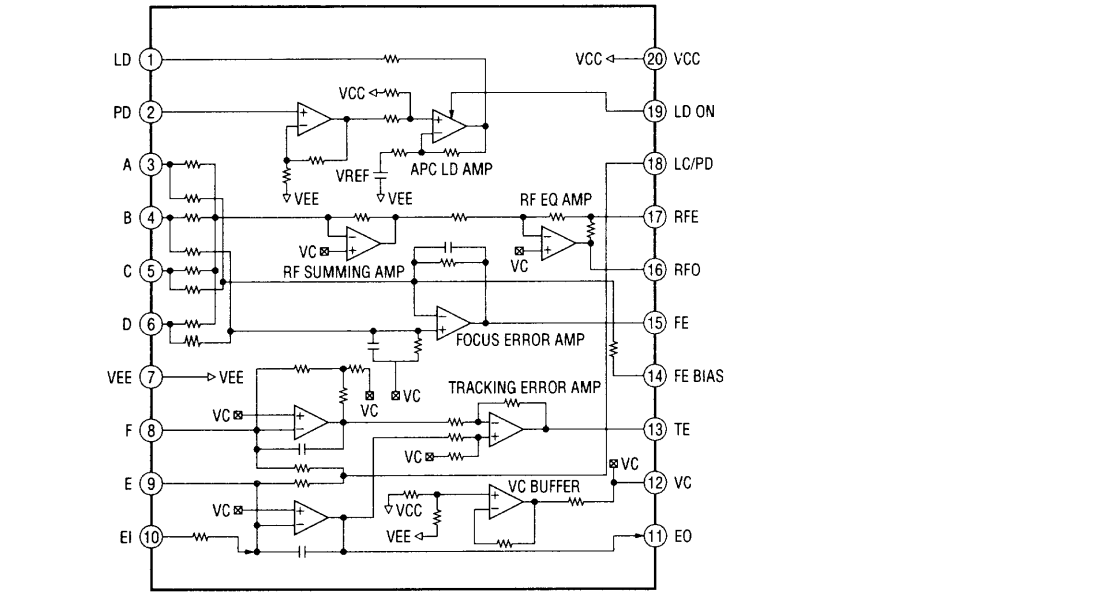 LD 1
VCC
20 VCC
PD 2
VCC
19 LD ON
A 3
VREF
APC LD AMP
18 LC/PD
VEE
VEE
B 4
RF EQ AMP
17 RFE
VC
VC
C 5
RF SUMMING AMP
16 RFO
D 6
FOCUS ERROR AMP
15 FE
VEE 7
VEE
14 FE BIAS
VC
VC
TRACKING ERROR AMP
F 8
VC
13 TE
VC
VC
E 9
VC BUFFER
12 VC
VC
VCC
VEE
EI 10
11 EO